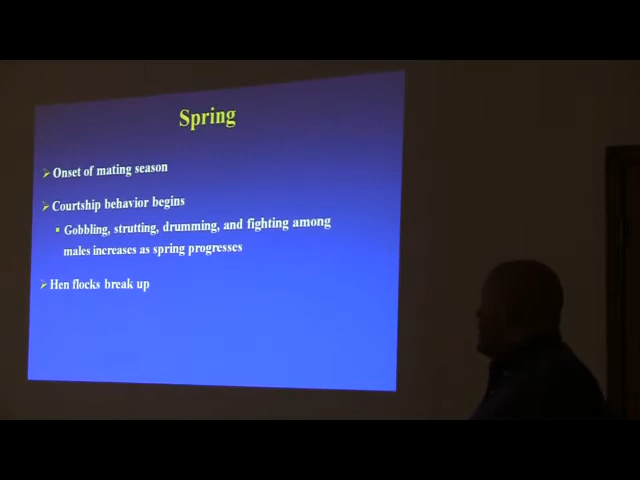 Spring
Onset of mating season
Courtship behavior begins
Gobbling, strutting, drumming, and fighting among
males increases as spring progresses
Hen flocks break up